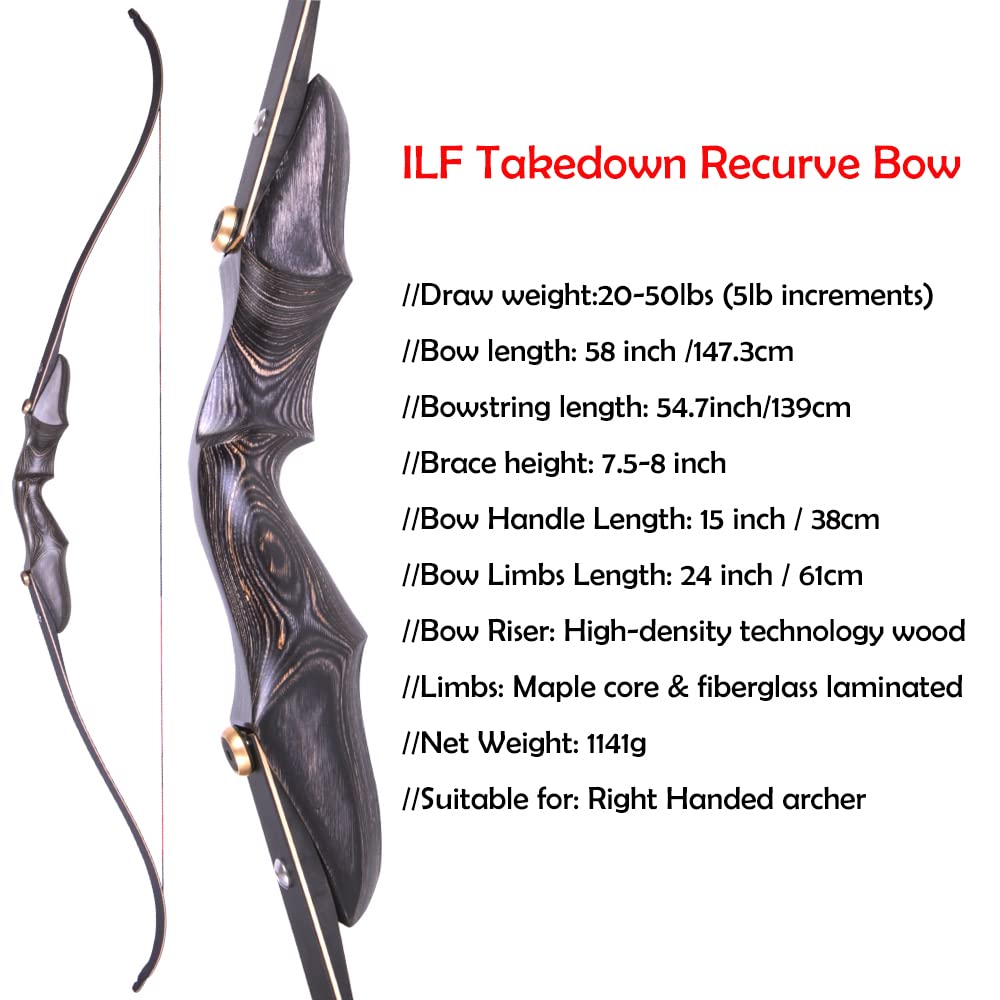 ILF Takedown Recurve Bow
//Draw weight:20-50lbs (5lb increments)
//Bow length: 58 inch /147.3cm
//Bowstring length: 54.7inch/139cm
//Brace height: 7.5-8 inch
//Bow Handle Length: 15 inch / 38cm
//Bow Limbs Length: 24 inch / 61cm
//Bow Riser: High-density technology wood
//Limbs: Maple core & fiberglass laminated
//Net Weight: 1141g
//Suitable for: Right Handed archer